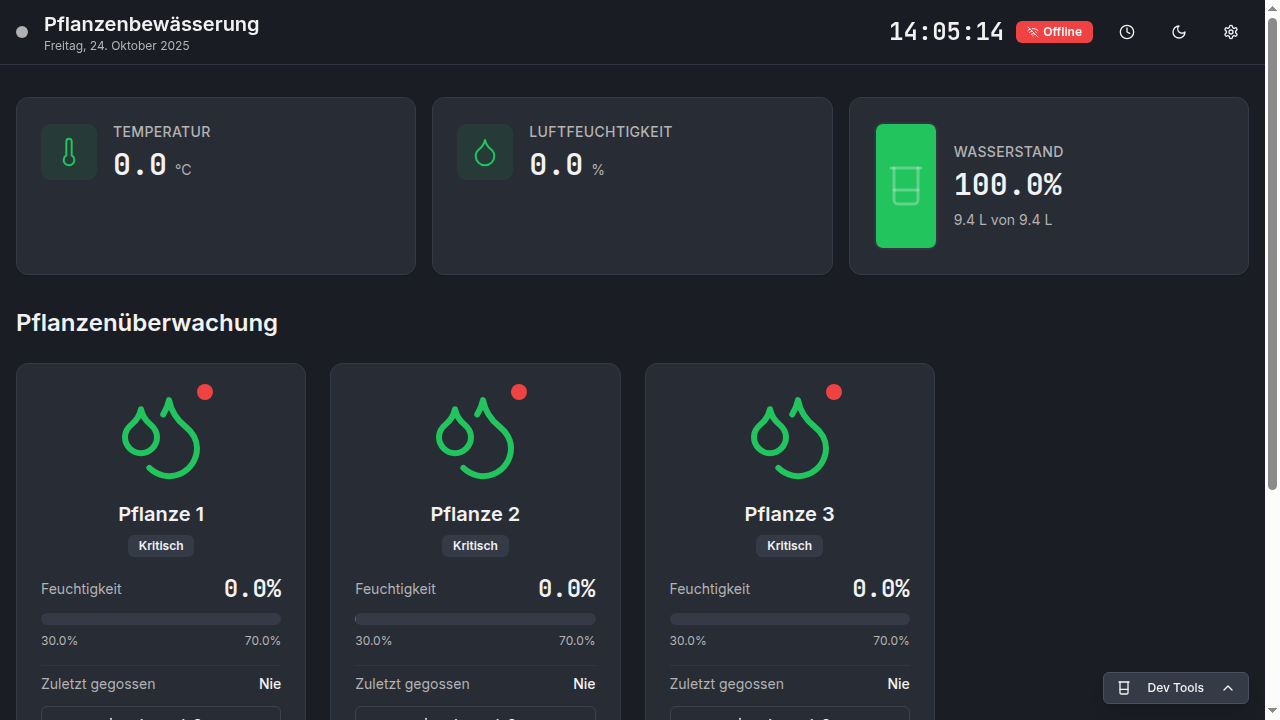 Pflanzenbewässerung
Freitag, 24. Oktober 2025
14:05:14
Offline
TEMPERATUR
0.0 °C
LUFTFEUCHTIGKEIT
0.0 %
WASSERSTAND
100.0%
9.4 L von 9.4 L
Pflanzenüberwachung
Pflanze 1
Kritisch
Feuchtigkeit 0.0%
30.0% 70.0%
Zuletzt gegossen Nie
Pflanze 2
Kritisch
Feuchtigkeit 0.0%
30.0% 70.0%
Zuletzt gegossen Nie
Pflanze 3
Kritisch
Feuchtigkeit 0.0%
30.0% 70.0%
Zuletzt gegossen Nie
Dev Tools